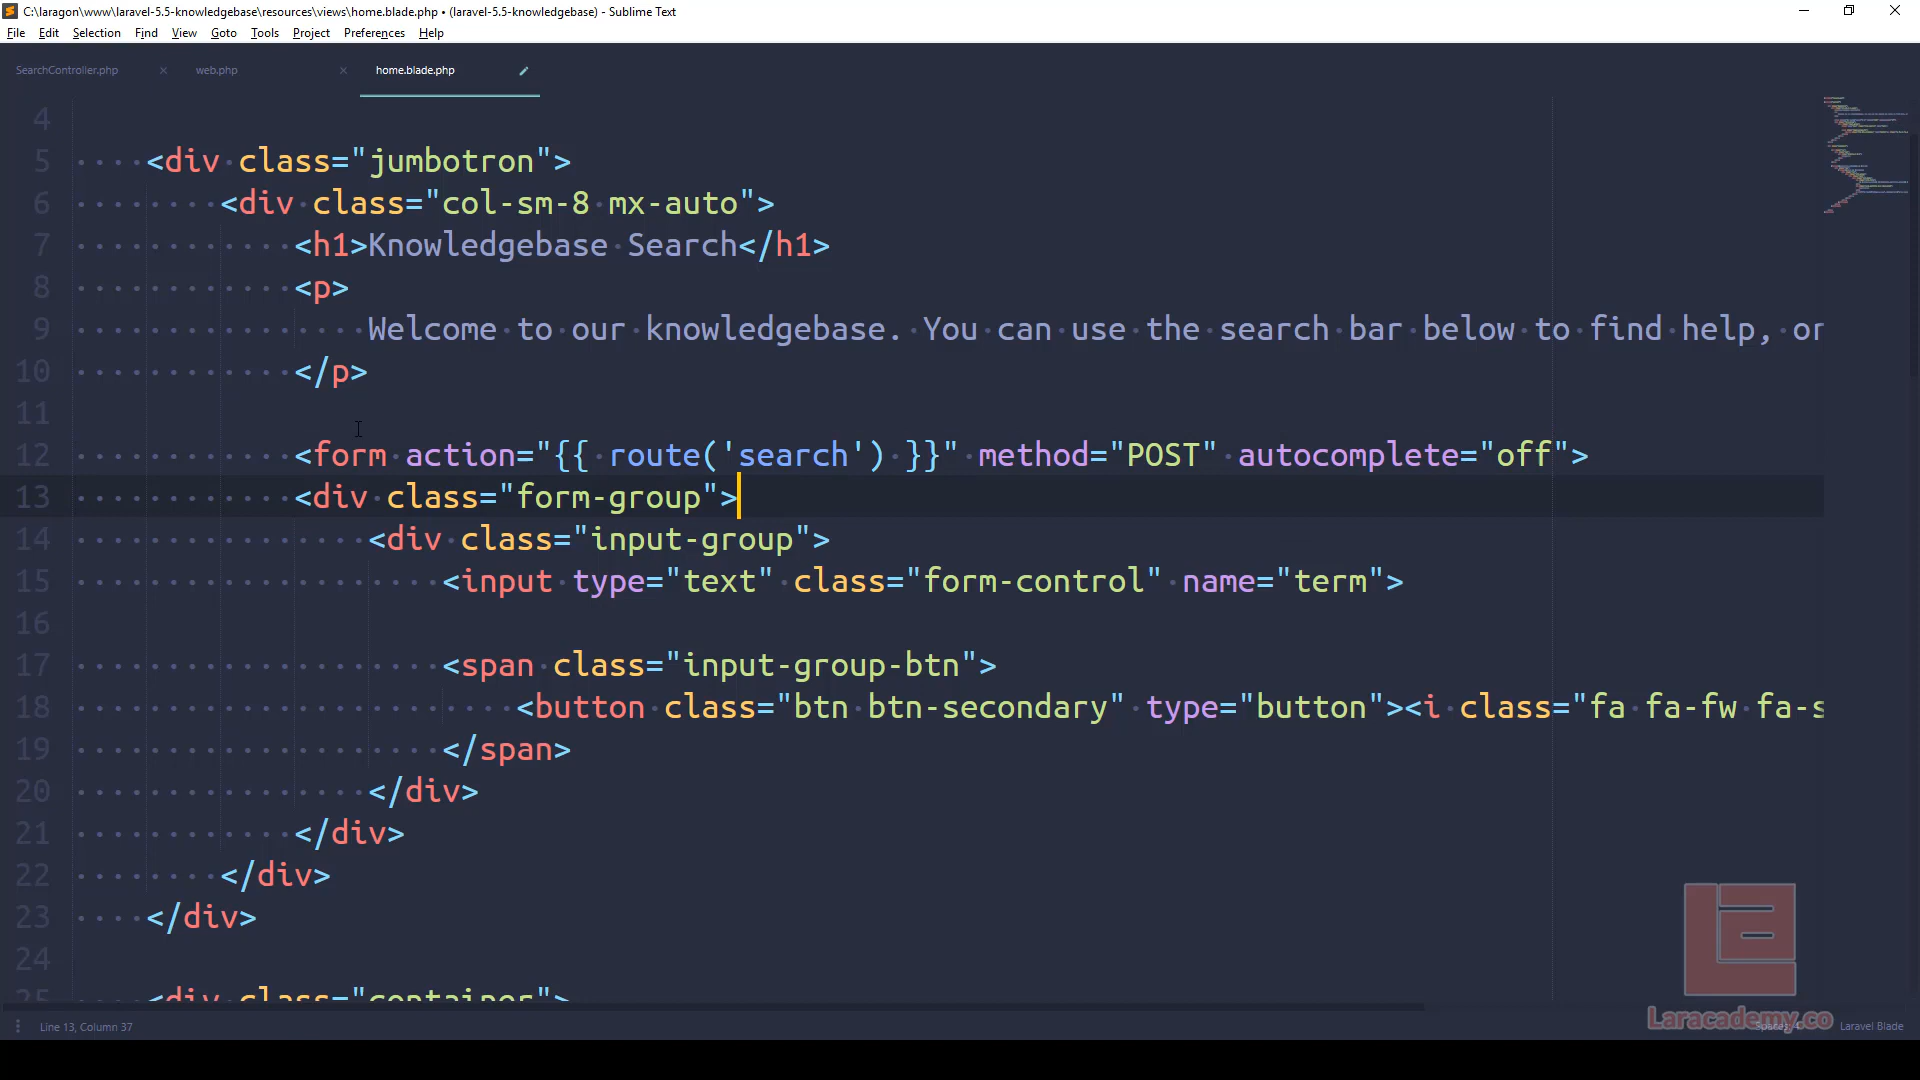 C:\laragon\www\laravel-5.5-knowledgebase\resources\views\home.blade.php • (laravel-5.5-knowledgebase) - Sublime Text
File Edit Selection Find View Goto Tools Project Preferences Help
SearchController.php web.php home.blade.php
4
5 <div class="jumbotron">
6 <div class="col-sm-8 mx-auto">
7 <h1>Knowledgebase Search</h1>
8 <p>
9 Welcome to our knowledgebase. You can use the search bar below to find help, or
10 </p>
11
12 <form action="{{ route('search') }}" method="POST" autocomplete="off">
13 <div class="form-group">
14 <div class="input-group">
15 <input type="text" class="form-control" name="term">
16
17 <span class="input-group-btn">
18 <button class="btn btn-secondary" type="button"><i class="fa fa-fw fa-s
19 </span>
20 </div>
21 </div>
22 </div>
23 </div>
24
25 <div class="container">
Laracademy.co
Line 13, Column 37 Spaces: 4 Laravel Blade